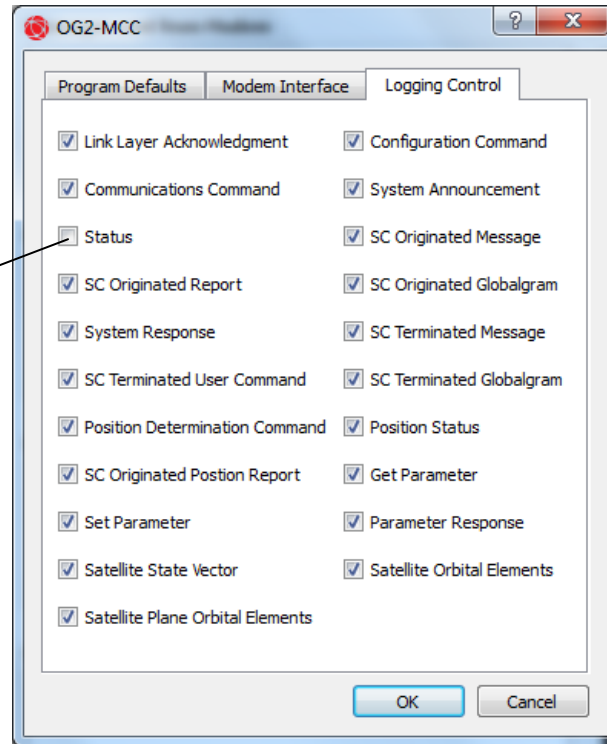 OG2-MCC
Program Defaults Modem Interface Logging Control
Link Layer Acknowledgment Configuration Command
Communications Command System Announcement
Status SC Originated Message
SC Originated Report SC Originated Globalgram
System Response SC Terminated Message
SC Terminated User Command SC Terminated Globalgram
Position Determination Command Position Status
SC Originated Postion Report Get Parameter
Set Parameter Parameter Response
Satellite State Vector Satellite Orbital Elements
Satellite Plane Orbital Elements
OK Cancel